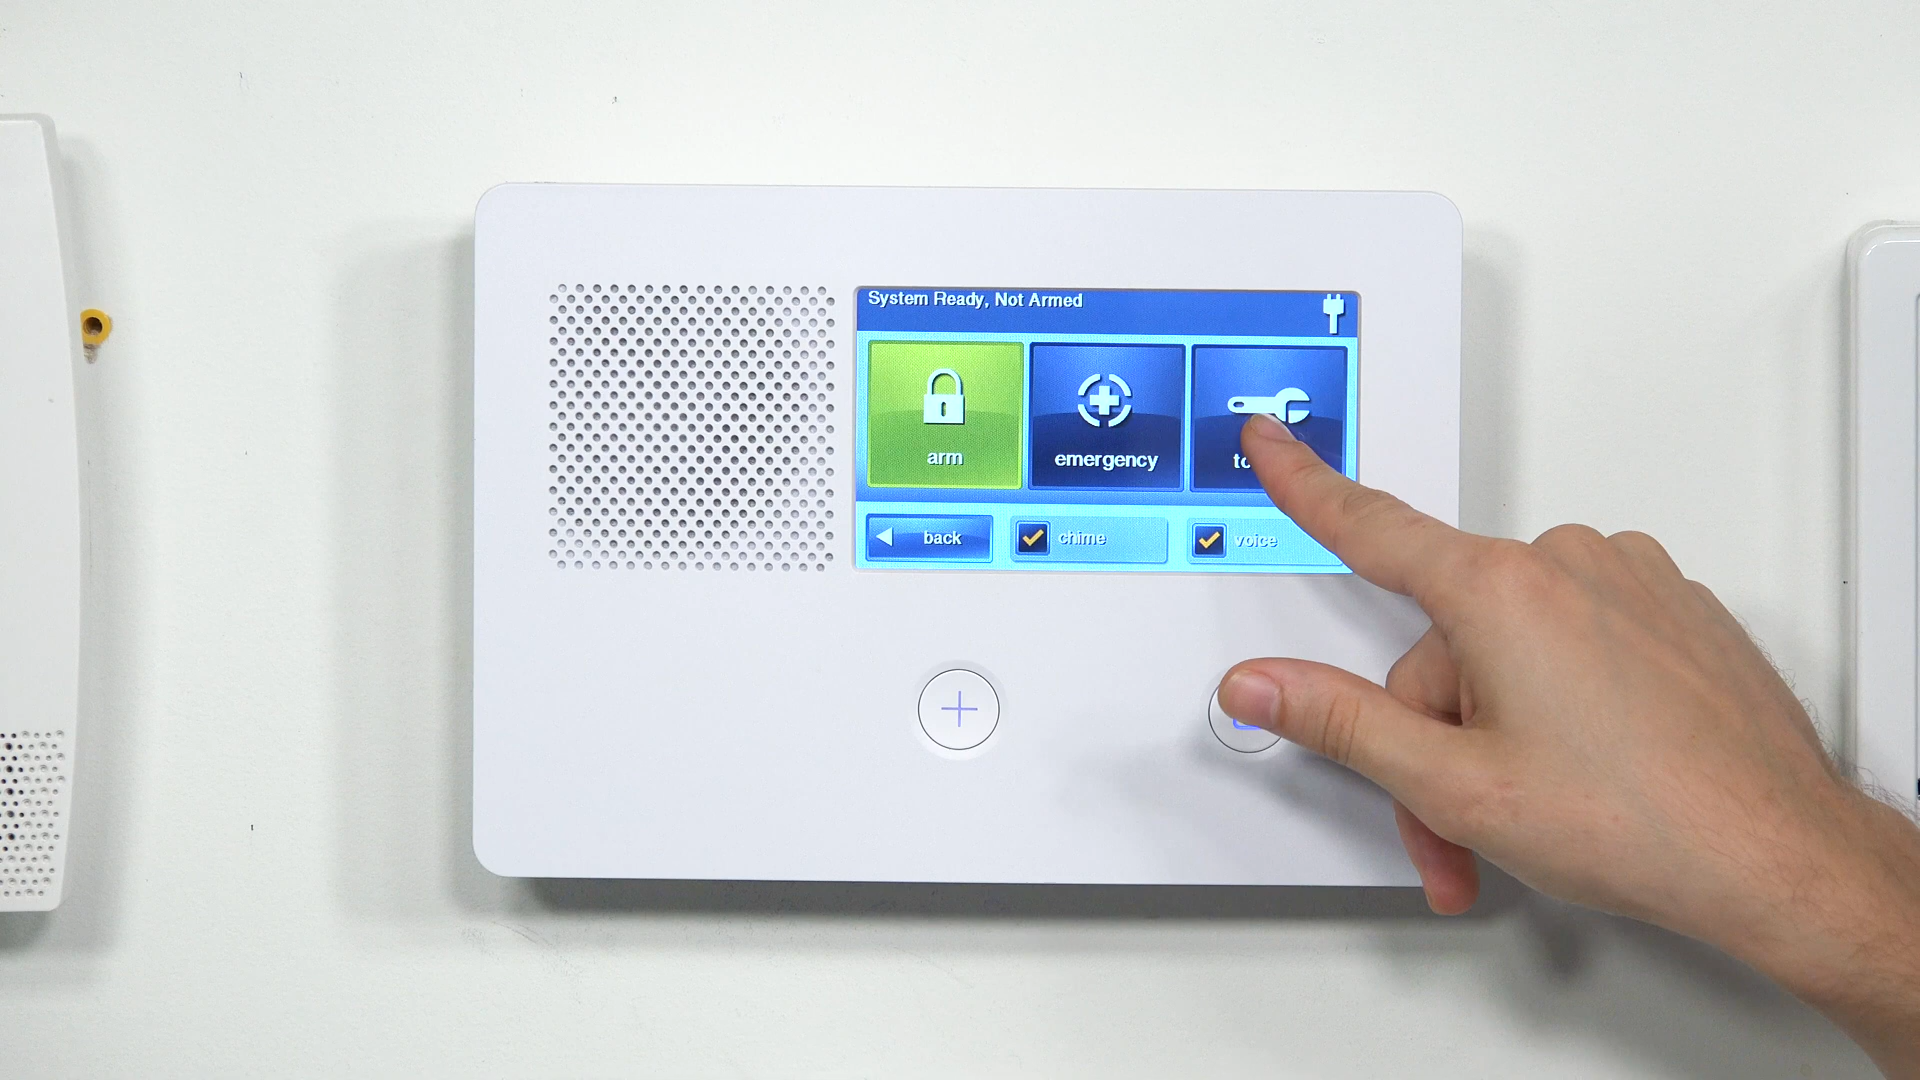 System Ready, Not Armed
arm
emergency
back
chime
voice